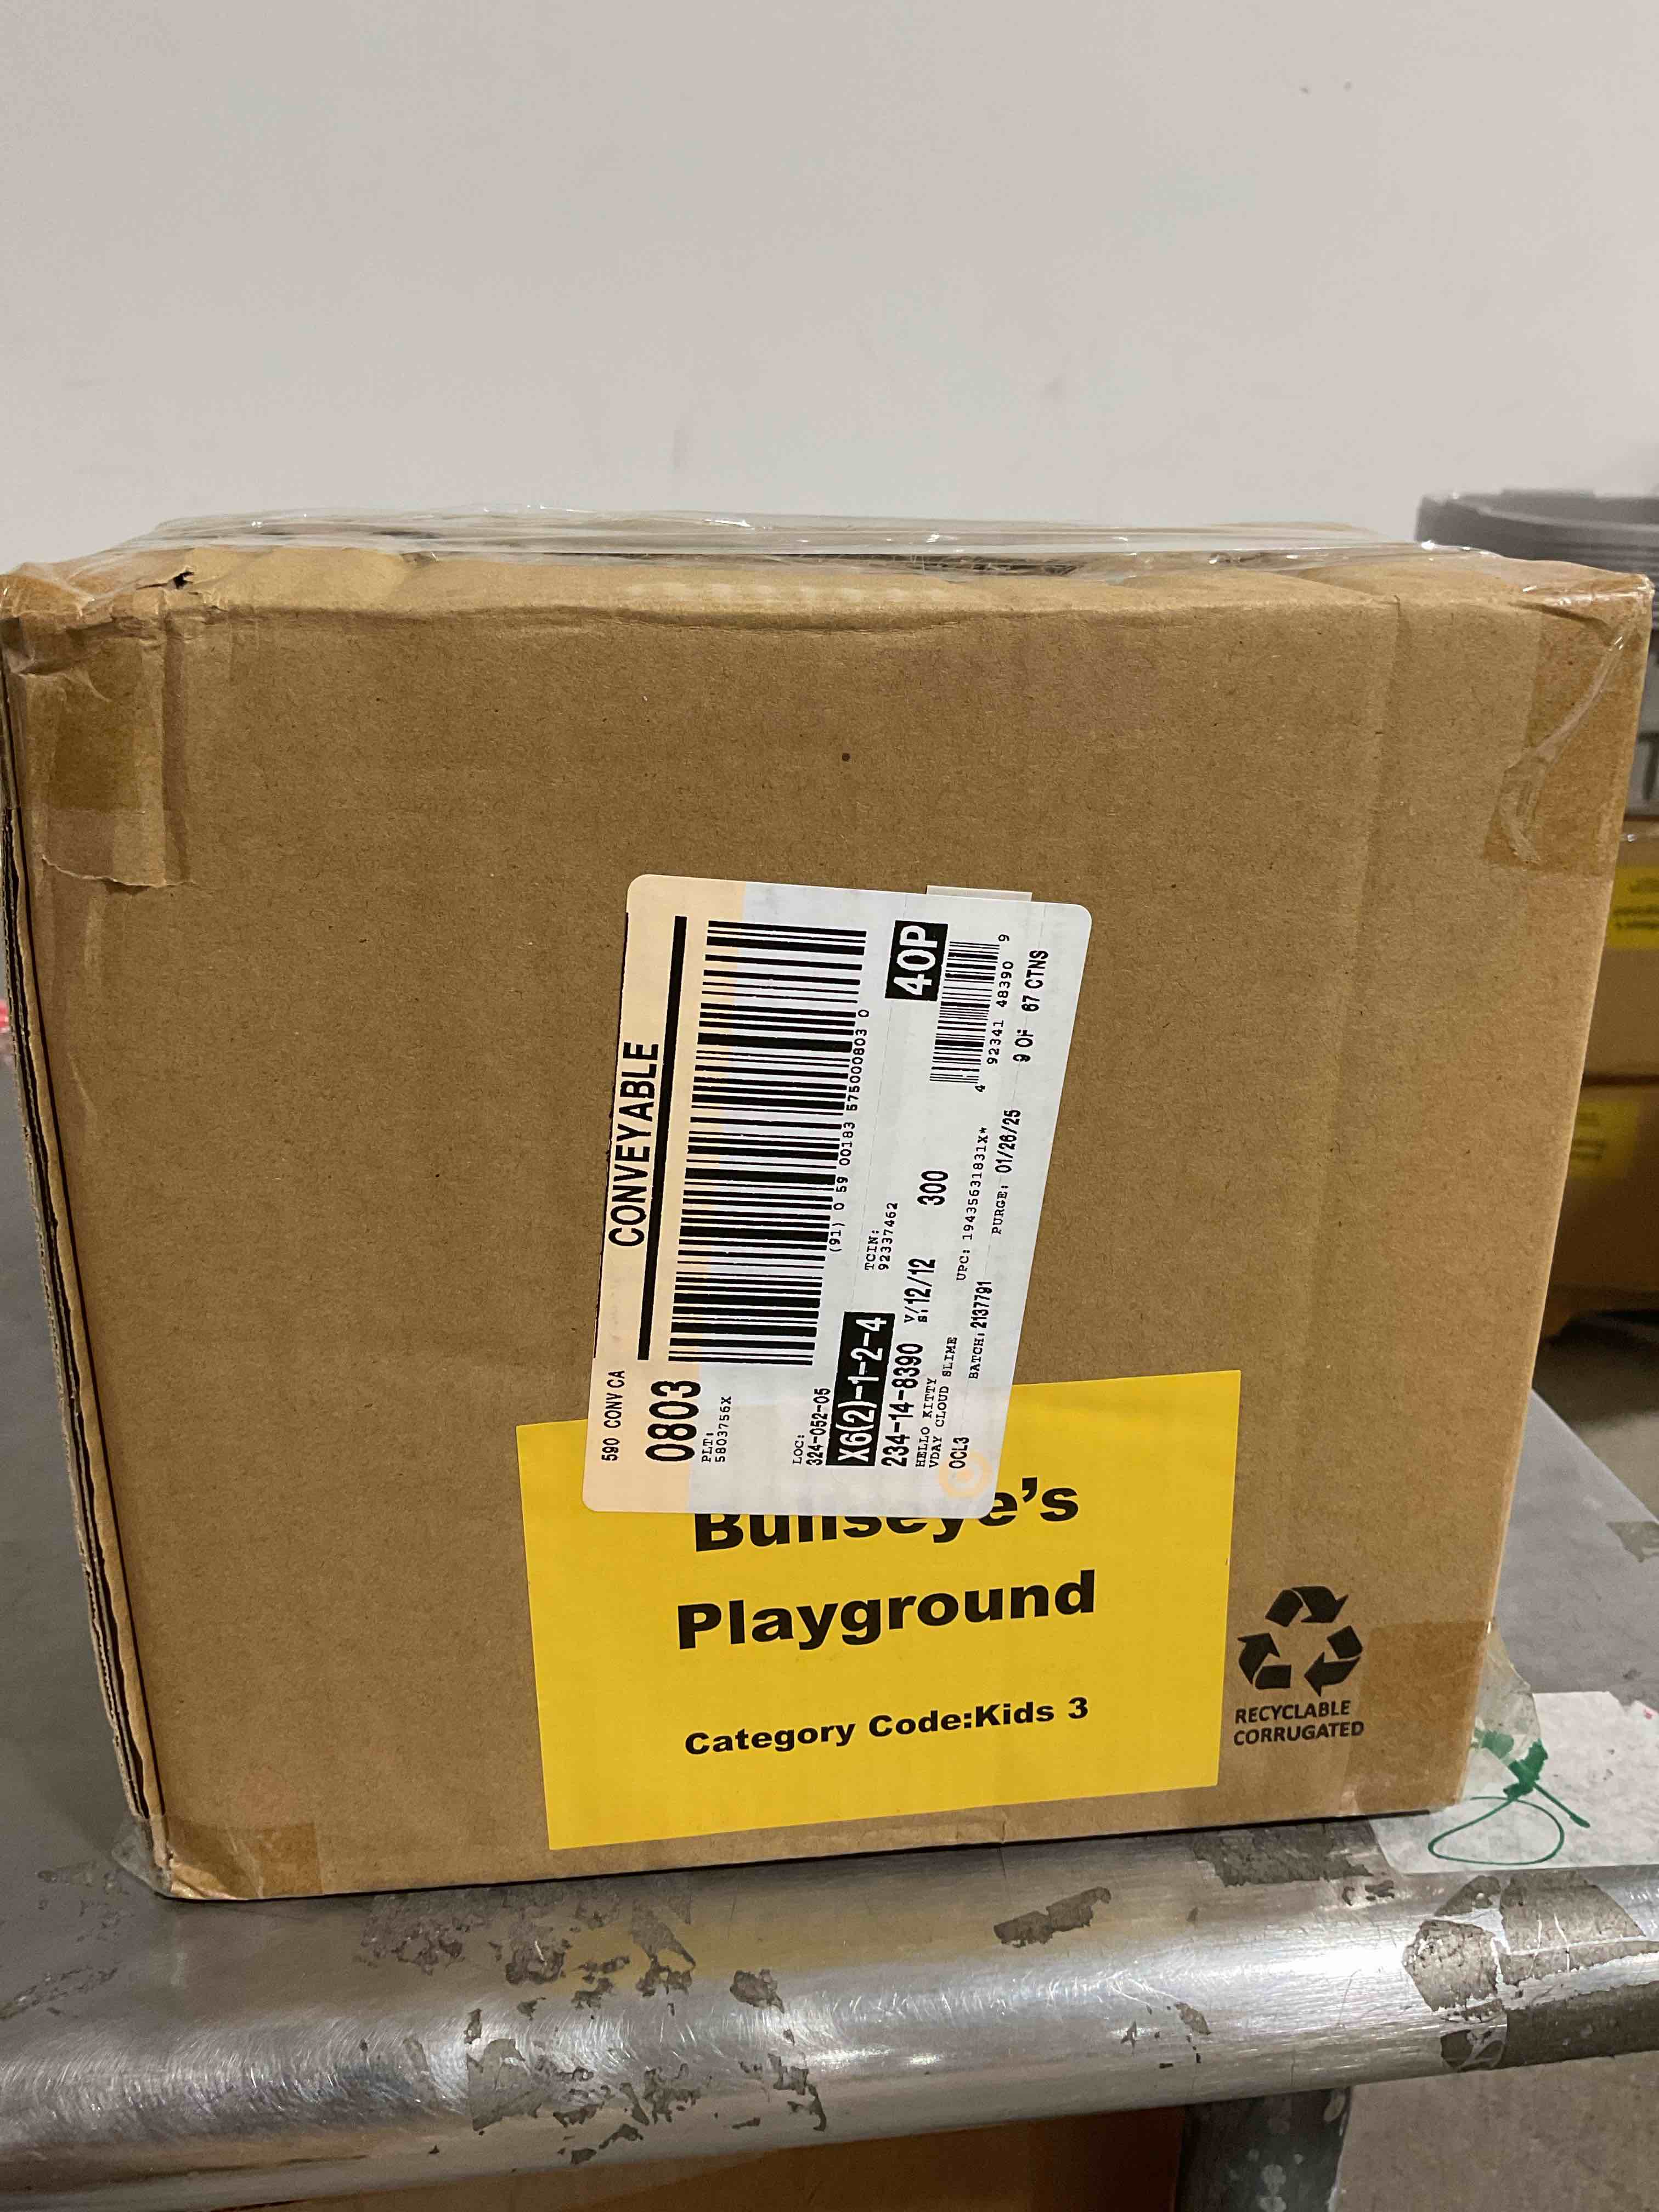 590 CONV CA
CONVEYABLE
0803
PLT:
5803756X
(91) 0 59 00183 575000803 0
LOC:
324-052-05
TCIN:
92337462
X6(2)-1-2-4
40P
234-14-8390
V/12/12
S:
300
HELLO KITTY
VDAY CLOUD SLIME
OCL3
UPC: 194356318 31X*
4 92341 48390 9
BATCH: 2137791
PURGE: 01/26/25
9 OF 67 CTNS
Bullseye's
Playground
Category Code:Kids 3
RECYCLABLE
CORRUGATED